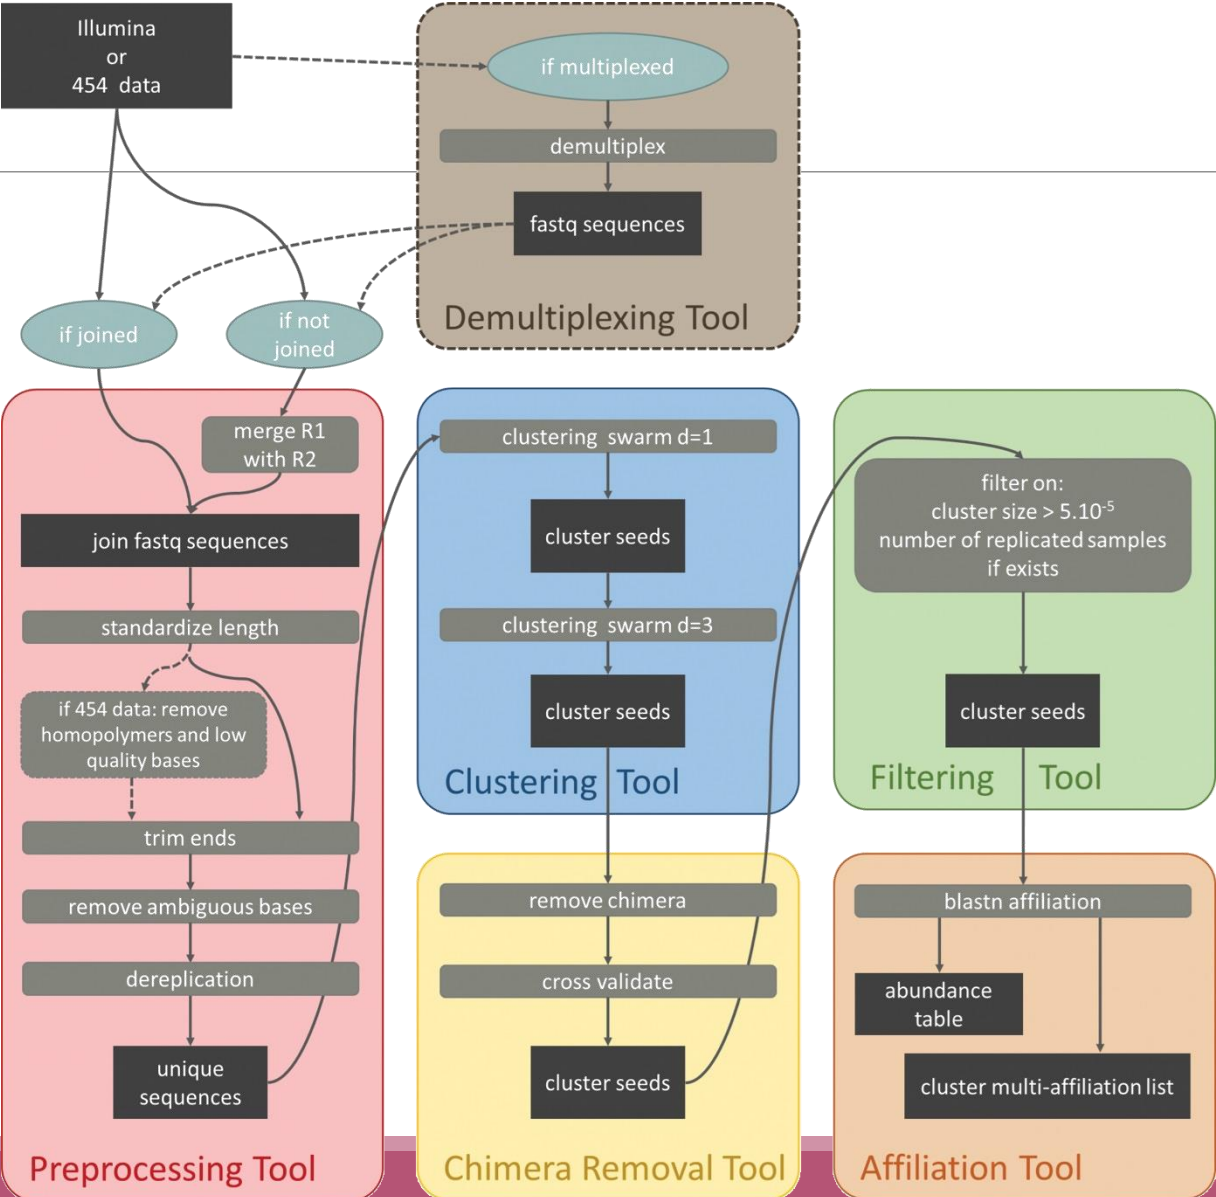 Illumina
or
454 data
if multiplexed
demultiplex
fastq sequences
Demultiplexing Tool
if joined
if not
joined
merge R1
with R2
join fastq sequences
standardize length
if 454 data: remove
homopolymers and low
quality bases
trim ends
remove ambiguous bases
dereplication
unique
sequences
Preprocessing Tool
clustering swarm d=1
cluster seeds
clustering swarm d=3
cluster seeds
Clustering Tool
remove chimera
cross validate
cluster seeds
Chimera Removal Tool
filter on:
cluster size > 5.10⁻⁵
number of replicated samples
if exists
cluster seeds
Filtering Tool
blastn affiliation
abundance
table
cluster multi-affiliation list
Affiliation Tool